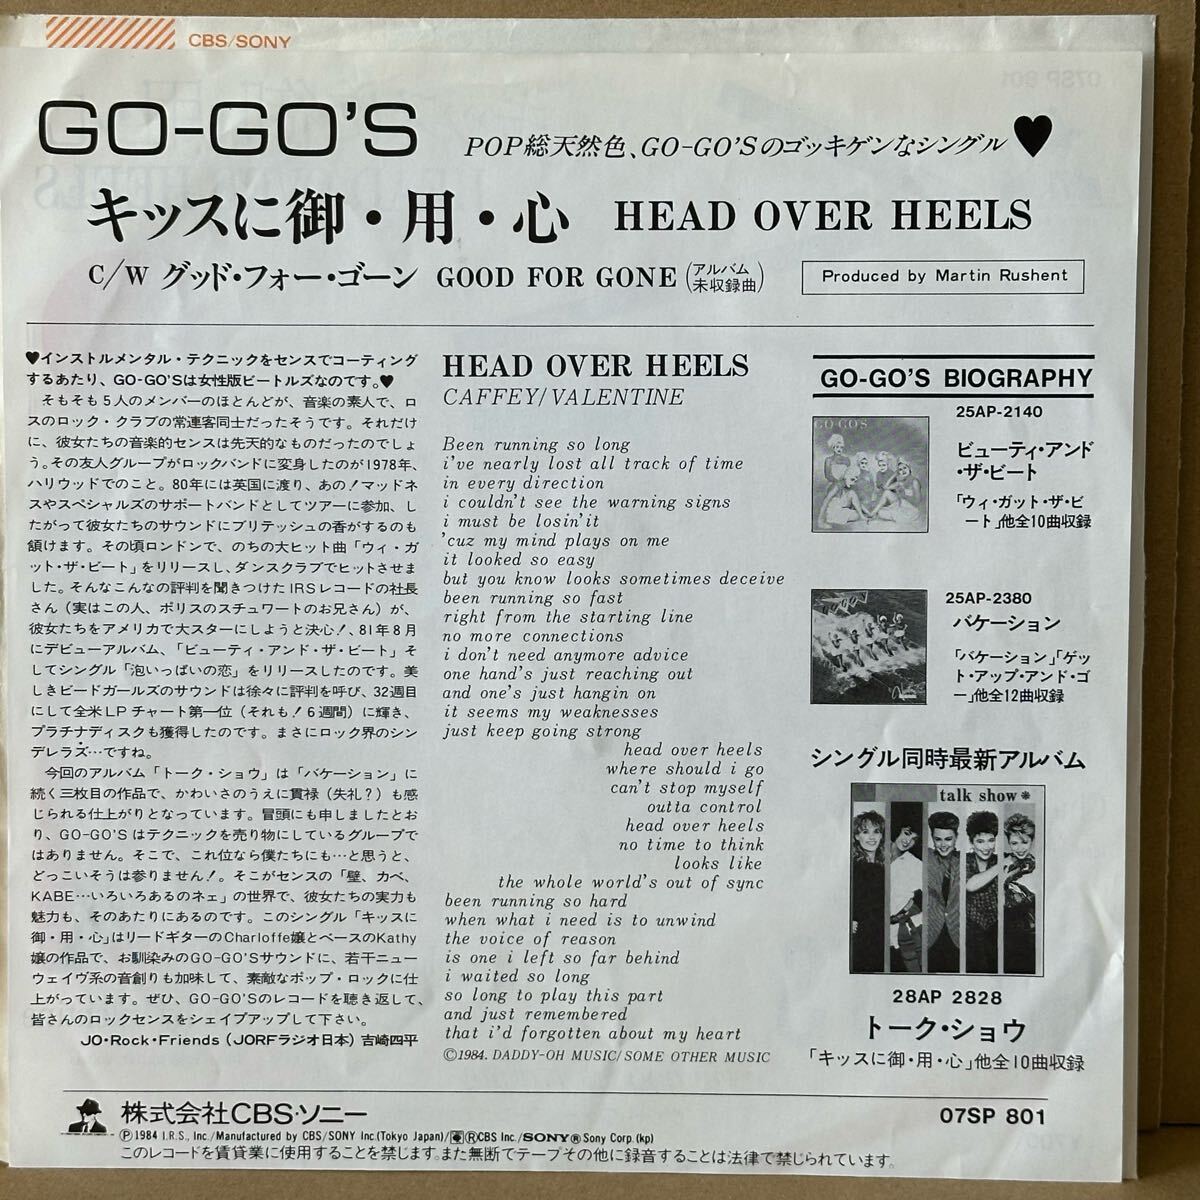 CBS/SONY
GO-GO'S
POP総天然色、GO-GO'Sのゴッキゲンなシングル♥
キッスに御・用・心 HEAD OVER HEELS
C/W グッド・フォー・ゴーン GOOD FOR GONE (アルバム未収録曲)
Produced by Martin Rushent
♥インストルメンタル・テクニックをセンスでコーティング
するあたり、GO-GO'Sは女性版ビートルズなのです。♥
そもそも5人のメンバーのほとんどが、音楽の素人で、ロ
スのロック・クラブの常連客同士だったそうです。それだけ
に、彼女たちの音楽的センスは先天的なものだったのでしょ
う。その友人グループがロックバンドに変身したのが1978年、
ハリウッドでのこと。80年には英国に渡り、あの!マッドネ
スやスペシャルズのサポートバンドとしてツアーに参加、し
たがって彼女たちのサウンドにブリテッシュの香がするのも
頷けます。その頃ロンドンで、のちの大ヒット曲「ウィ・ガ
ット・ザ・ビート」をリリースし、ダンスクラブでヒットさせま
した。そんなこんなの評判を聞きつけたIRSレコードの社長
さん(実はこの人、ポリスのスチュワートのお兄さん)が、
彼女たちをアメリカで大スターにしようと決心!、81年8月
にデビューアルバム、「ビューティ・アンド・ザ・ビート」そ
してシングル「泡いっぱいの恋」をリリースしたのです。美
しきビードガールズのサウンドは徐々に評判を呼び、32週目
にして全米LPチャート第一位(それも!6週間)に輝き、
プラチナディスクも獲得したのです。まさにロック界のシン
デレラズ…ですね。
今回のアルバム「トーク・ショウ」は「バケーション」に
続く三枚目の作品で、かわいさのうえに貫禄(失礼?)も感
じられる仕上がりとなっています。冒頭にも申しましたとお
り、GO-GO'Sはテクニックを売り物にしているグループで
はありません。そこで、これ位なら僕たちにも…と思うと、
どっこいそうは参りません!。そこがセンスの「壁、カベ、
KABE…いろいろあるのネェ」の世界で、彼女たちの実力も
魅力も、そのあたりにあるのです。このシングル「キッスに
御・用・心」はリードギターのCharloffe嬢とベースのKathy
嬢の作品で、お馴染みのGO-GO'Sサウンドに、若干ニュー
ウェイヴ系の音創りも加味して、素敵なポップ・ロックに仕
上がっています。ぜひ、GO-GO'Sのレコードを聴き返して、
皆さんのロックセンスをシェイプアップして下さい。
JO・Rock・Friends (JORFラジオ日本) 吉崎四平
HEAD OVER HEELS
CAFFEY/VALENTINE
Been running so long
i've nearly lost all track of time
in every direction
i couldn't see the warning signs
i must be losin'it
'cuz my mind plays on me
it looked so easy
but you know looks sometimes deceive
been running so fast
right from the starting line
no more connections
i don't need anymore advice
one hand's just reaching out
and one's just hangin on
it seems my weaknesses
just keep going strong
head over heels
where should i go
can't stop myself
outta control
head over heels
no time to think
looks like
the whole world's out of sync
been running so hard
when what i need is to unwind
the voice of reason
is one i left so far behind
i waited so long
so long to play this part
and just remembered
that i'd forgotten about my heart
©1984. DADDY-OH MUSIC/SOME OTHER MUSIC
GO-GO'S BIOGRAPHY
GO GO'S
25AP-2140
ビューティ・アンド
・ザ・ビート
「ウィ・ガット・ザ・ビ
ート」他全10曲収録
25AP-2380
バケーション
「バケーション」「ゲッ
ト・アップ・アンド・ゴ
ー」他全12曲収録
シングル同時最新アルバム
talk show*
28AP 2828
トーク・ショウ
「キッスに御・用・心」他全10曲収録
株式会社CBS・ソニー
07SP 801
Ⓟ1984 I.R.S., Inc./Manufactured by CBS/SONY Inc.(Tokyo Japan)/ⓇCBS Inc./SONY® Sony Corp.(kp)
このレコードを賃貸業に使用することを禁じます。また無断でテープその他に録音することは法律で禁じられています。